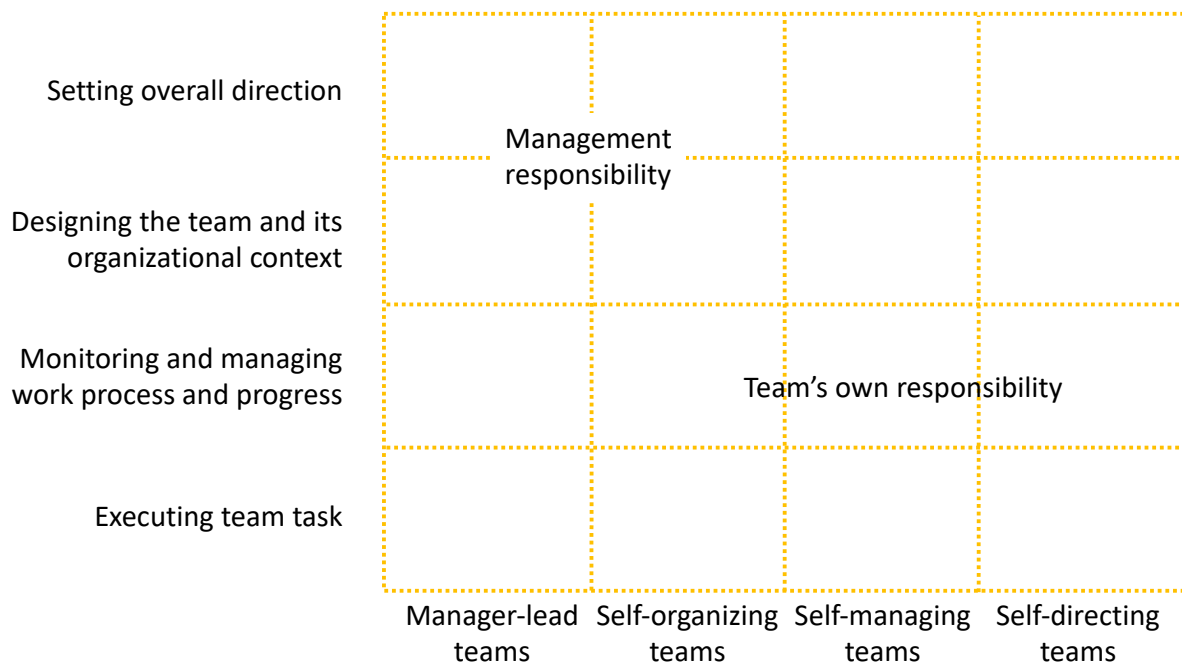 Setting overall direction
Management
responsibility
Designing the team and its
organizational context
Monitoring and managing
work process and progress
Team’s own responsibility
Executing team task
Manager-lead
teams
Self-organizing
teams
Self-managing
teams
Self-directing
teams